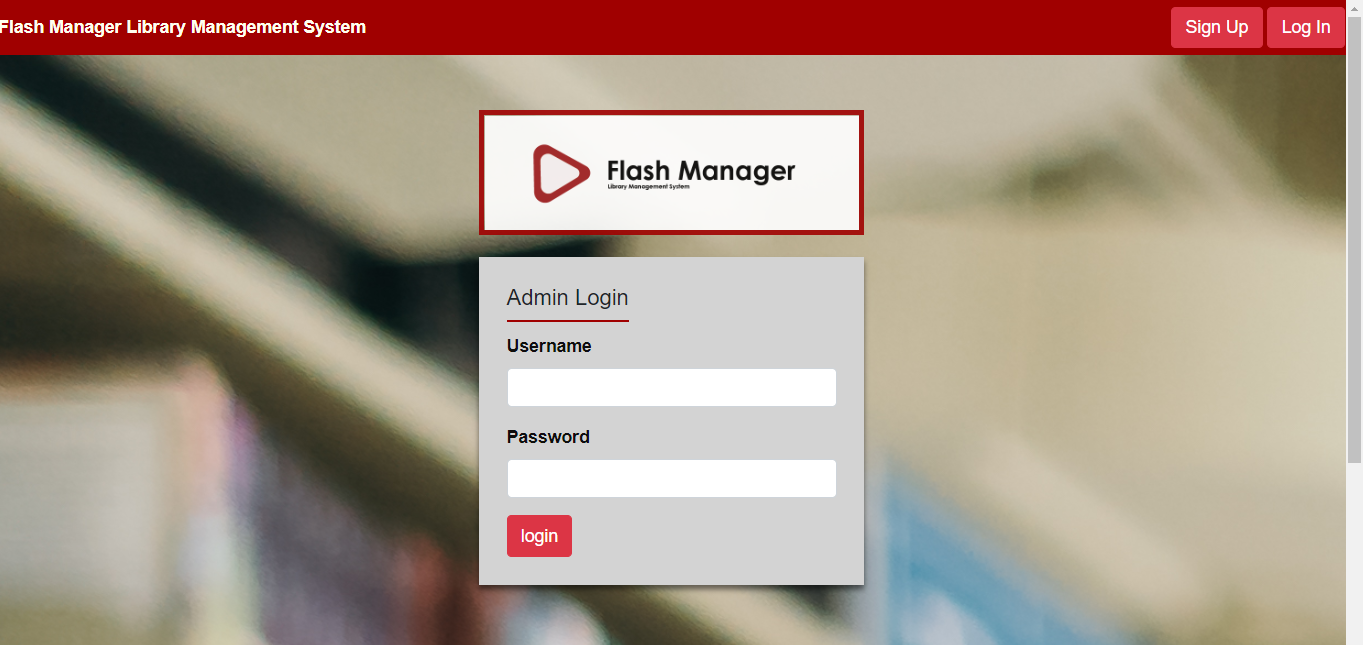 Flash Manager Library Management System
Sign Up
Log In
Flash Manager
Library Management System
Admin Login
Username
Password
login